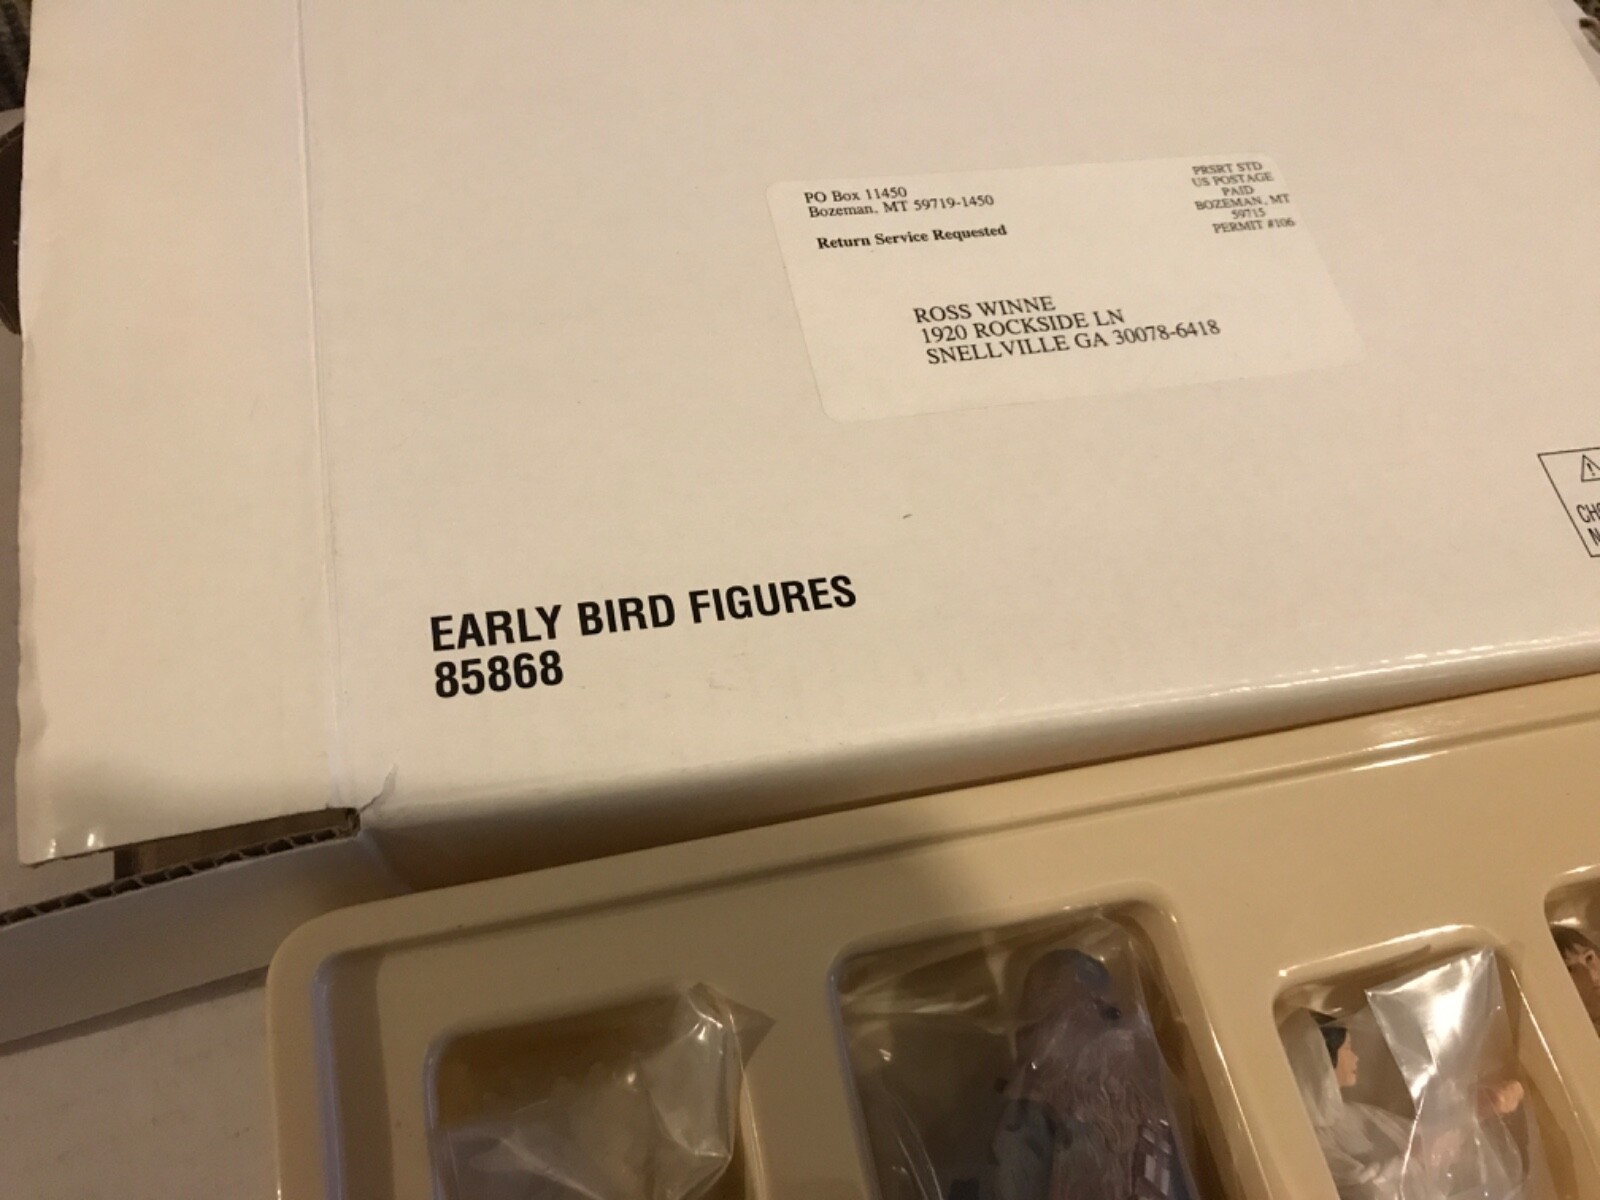 PO Box 11450
Bozeman, MT 59719-1450
Return Service Requested
PRSRT STD
US POSTAGE
PAID
BOZEMAN, MT
59715
PERMIT #106
ROSS WINNE
1920 ROCKSIDE LN
SNELLVILLE GA 30078-6418
EARLY BIRD FIGURES
85868